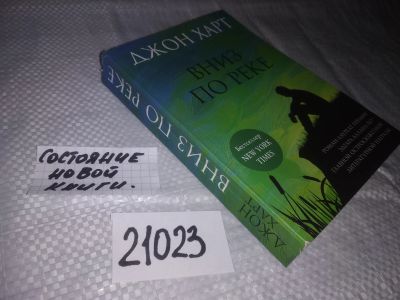 ДЖОН ХАРТ
ВНИЗ
ПО РЕКЕ
Бестселлер
NEW YORK
TIMES
ВНИЗ ПО РЕКЕ
ДЖОН
ХАРТ
СОСТОЯНИЕ
НОВОЙ
КНИГИ.
21023